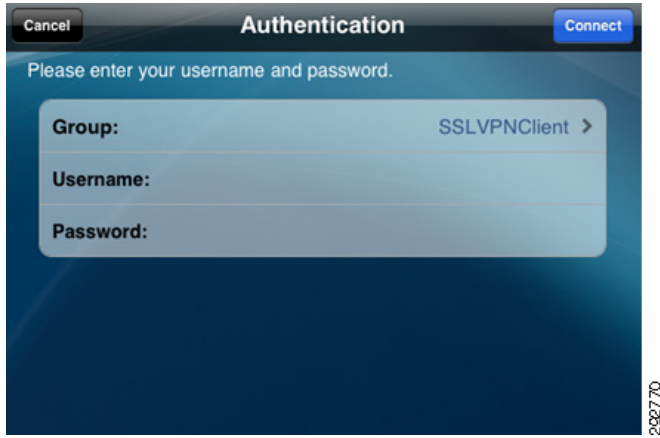 Cancel Authentication Connect
Please enter your username and password.
Group: SSLVPNClient >
Username:
Password:
292770